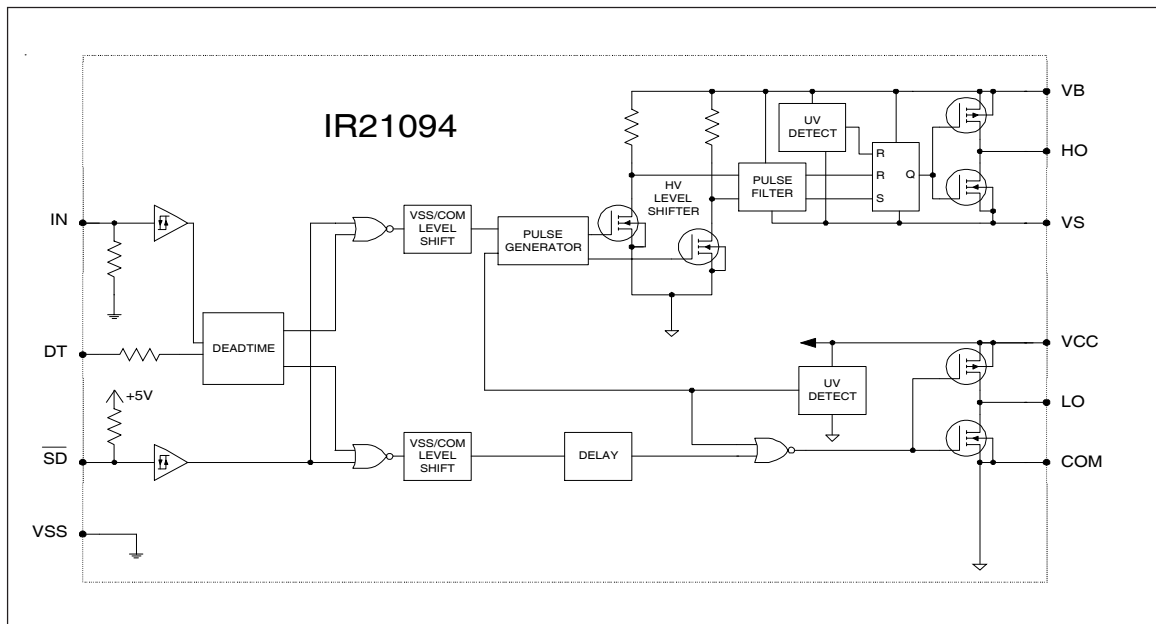 IR21094
VB
UV
DETECT
HO
R
R
S
Q
PULSE
FILTER
HV
LEVEL
SHIFTER
IN
VSS/COM
LEVEL
SHIFT
PULSE
GENERATOR
VS
DEADTIME
DT
VCC
UV
DETECT
+5V
LO
SD
VSS/COM
LEVEL
SHIFT
DELAY
COM
VSS